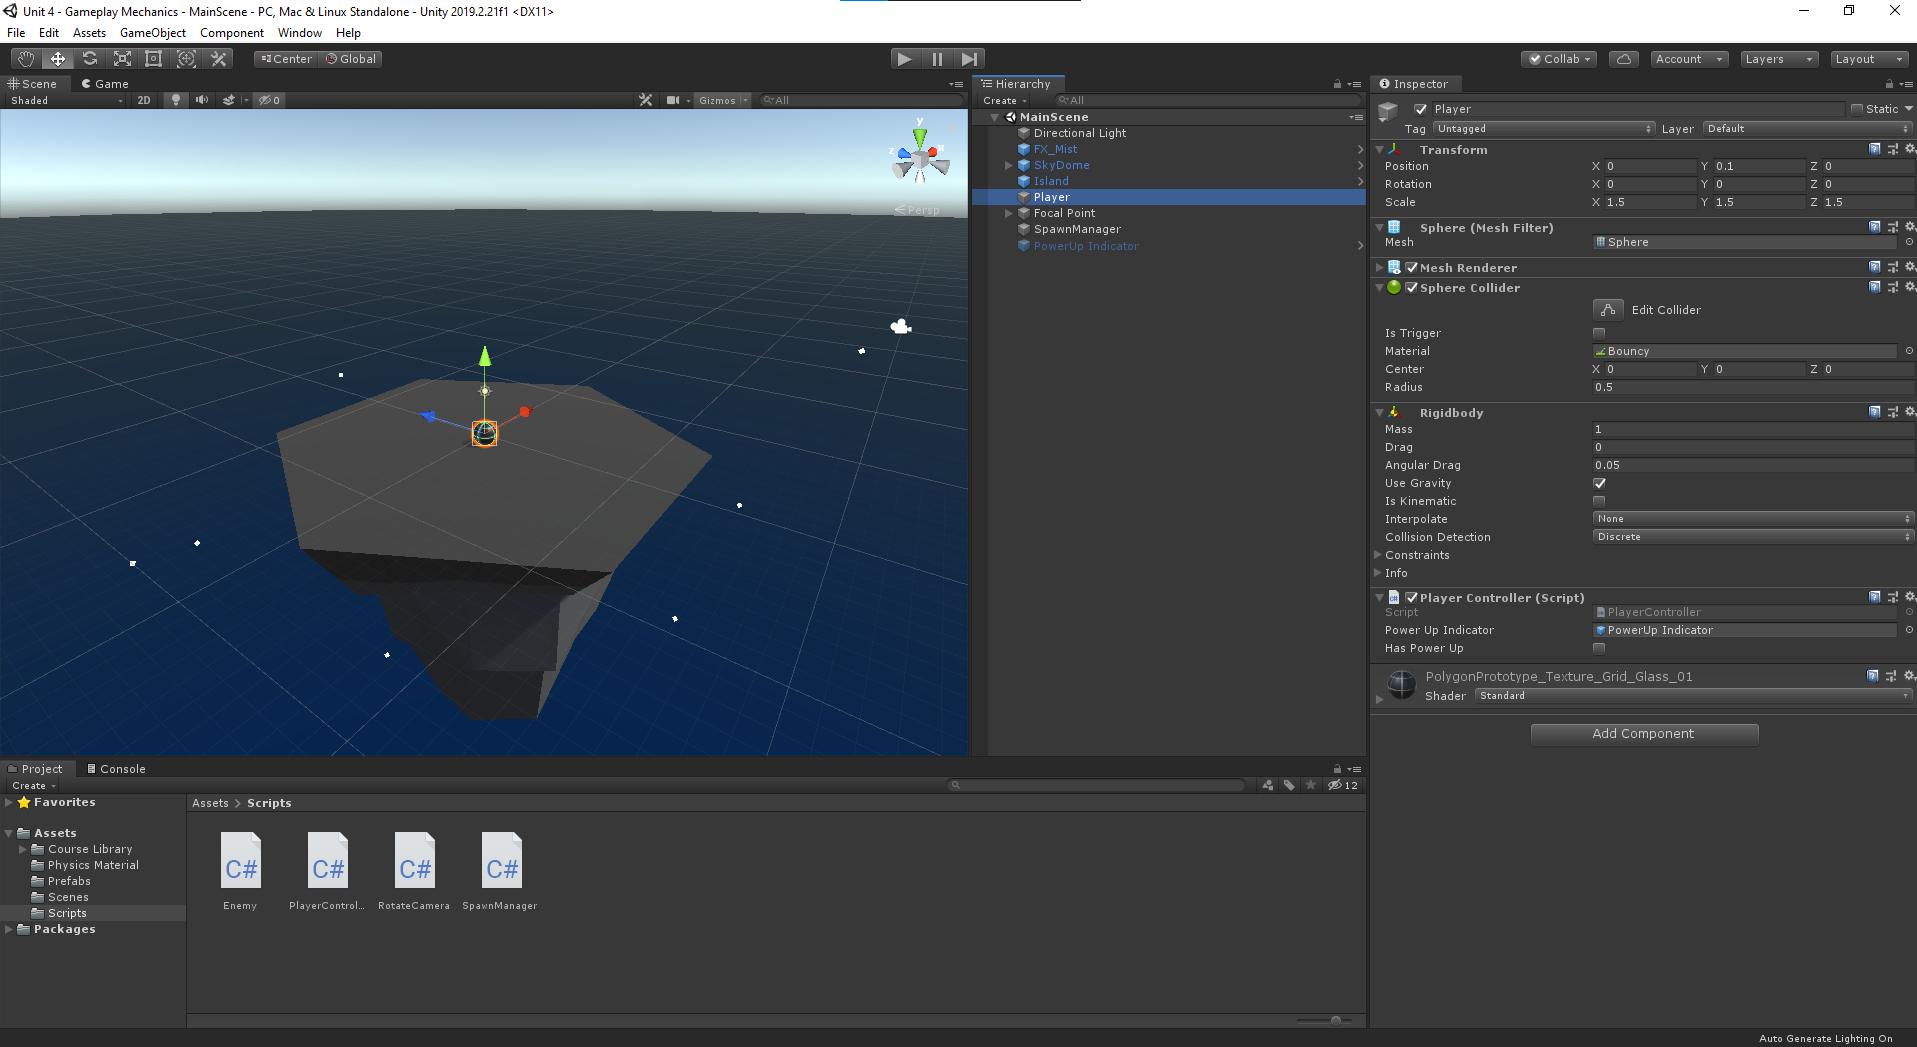 Unit 4 - Gameplay Mechanics - MainScene - PC, Mac & Linux Standalone - Unity 2019.2.21f1 <DX11>
File Edit Assets GameObject Component Window Help
Center Global Collab Account Layers Layout
Scene Game
Shaded 2D 0 Gizmos All
y
x
z
Persp
Hierarchy
Create All
MainScene
Directional Light
FX_Mist
SkyDome
Island
Player
Focal Point
SpawnManager
PowerUp Indicator
Inspector
Player Static
Tag Untagged Layer Default
Transform
Position X 0 Y 0.1 Z 0
Rotation X 0 Y 0 Z 0
Scale X 1.5 Y 1.5 Z 1.5
Sphere (Mesh Filter)
Mesh Sphere
Mesh Renderer
Sphere Collider
Edit Collider
Is Trigger
Material Bouncy
Center X 0 Y 0 Z 0
Radius 0.5
Rigidbody
Mass 1
Drag 0
Angular Drag 0.05
Use Gravity
Is Kinematic
Interpolate None
Collision Detection Discrete
Constraints
Info
Player Controller (Script)
Script PlayerController
Power Up Indicator PowerUp Indicator
Has Power Up
PolygonPrototype_Texture_Grid_Glass_01
Shader Standard
Add Component
Project Console
Create 12
Favorites
Assets
Course Library
Physics Material
Prefabs
Scenes
Scripts
Packages
Assets > Scripts
C# C# C# C#
Enemy PlayerControl... RotateCamera SpawnManager
Auto Generate Lighting On